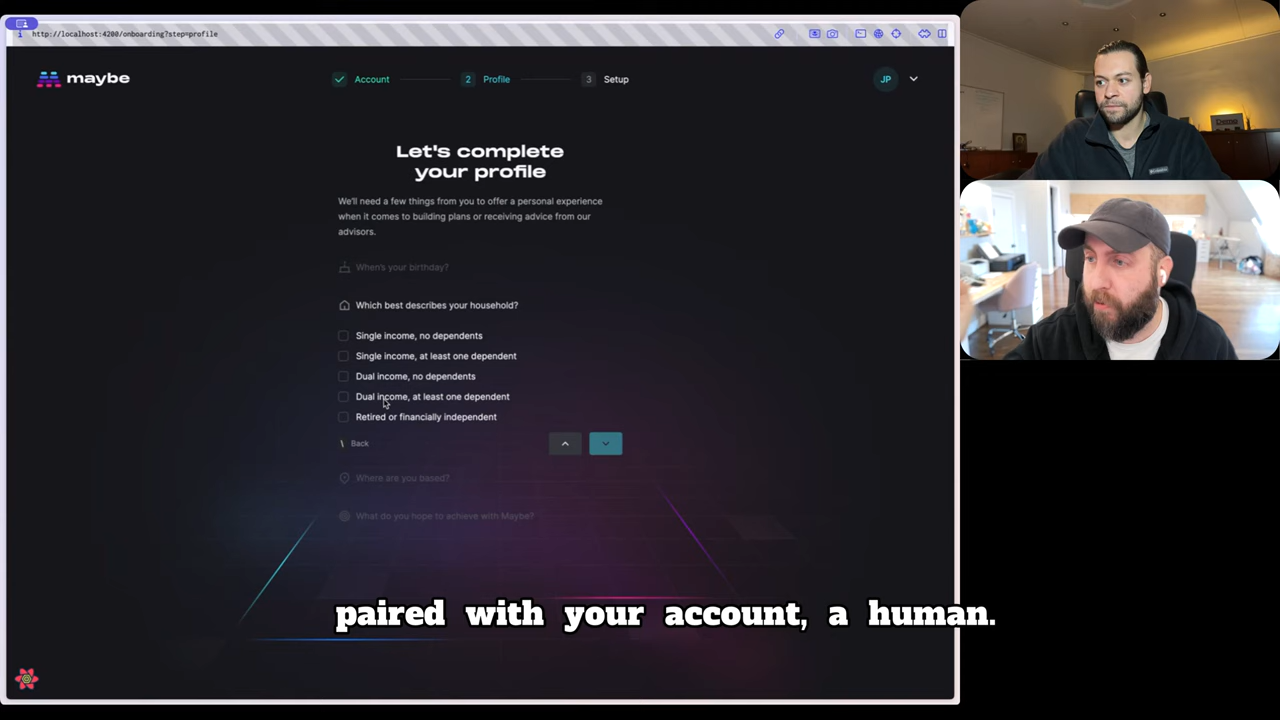 http://localhost:4200/onboarding?step=profile
maybe
Account
2 Profile
3 Setup
JP
Let's complete
your profile
We'll need a few things from you to offer a personal experience
when it comes to building plans or receiving advice from our
advisors.
When's your birthday?
Which best describes your household?
Single income, no dependents
Single income, at least one dependent
Dual income, no dependents
Dual income, at least one dependent
Retired or financially independent
Back
Where are you based?
What do you hope to achieve with Maybe?
paired with your account, a human.